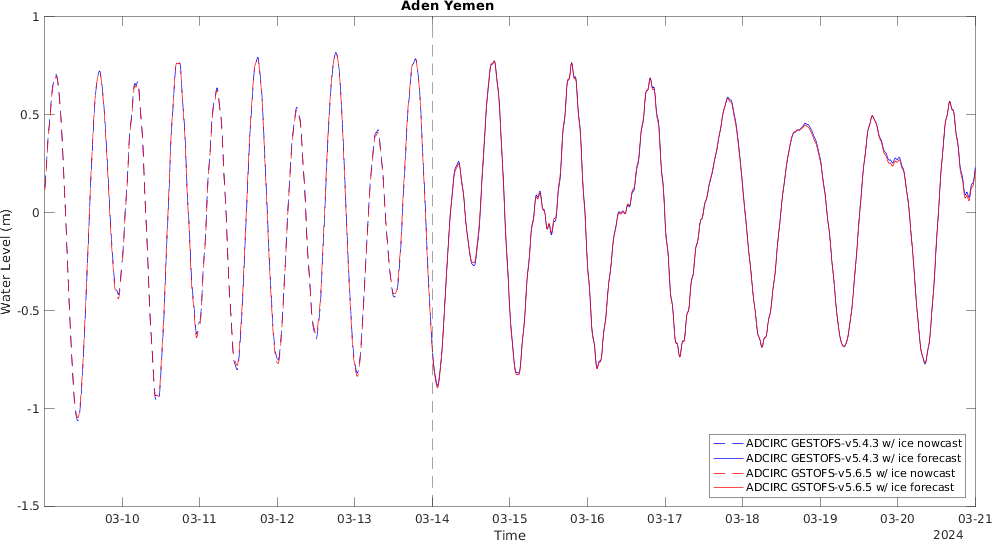 Aden Yemen
1
0.5
0
-0.5
-1
-1.5
Water Level (m)
ADCIRC GESTOFS-v5.4.3 w/ ice nowcast
ADCIRC GESTOFS-v5.4.3 w/ ice forecast
ADCIRC GSTOFS-v5.6.5 w/ ice nowcast
ADCIRC GSTOFS-v5.6.5 w/ ice forecast
03-10 03-11 03-12 03-13 03-14 03-15 03-16 03-17 03-18 03-19 03-20 03-21
Time
2024